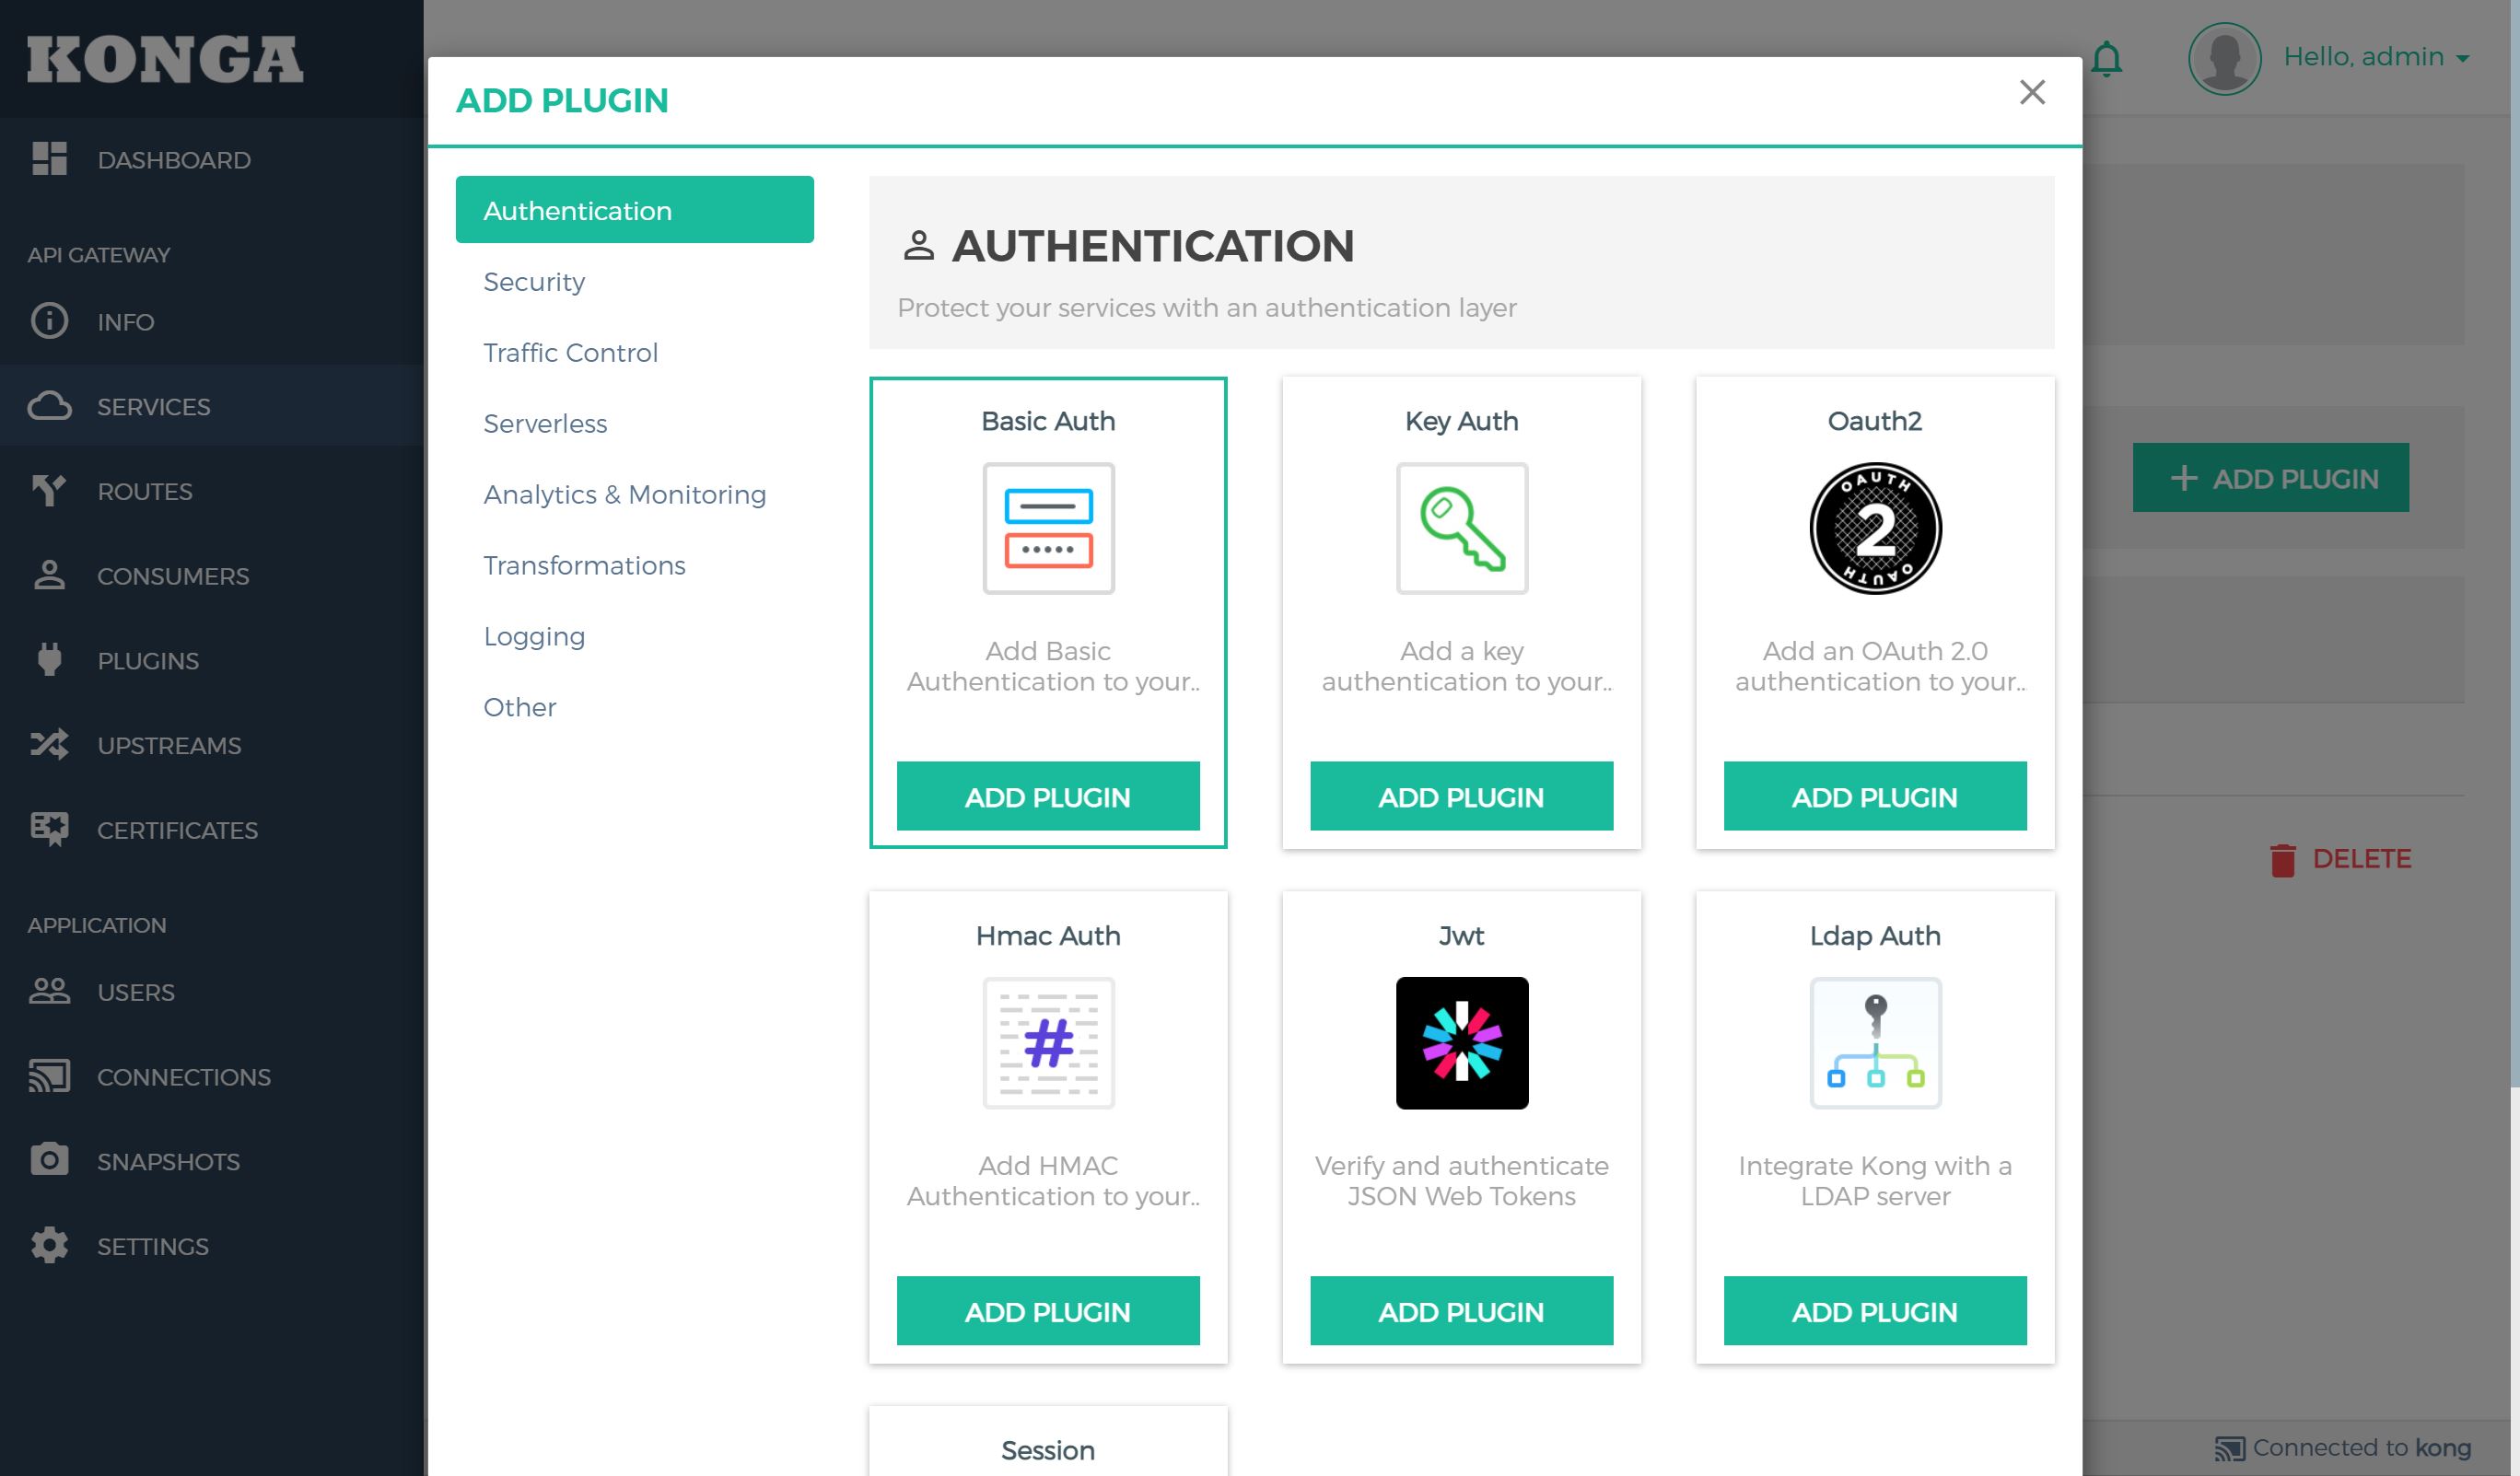 KONGA
DASHBOARD
API GATEWAY
INFO
SERVICES
ROUTES
CONSUMERS
PLUGINS
UPSTREAMS
CERTIFICATES
APPLICATION
USERS
CONNECTIONS
SNAPSHOTS
SETTINGS
Hello, admin
ADD PLUGIN
Authentication
Security
Traffic Control
Serverless
Analytics & Monitoring
Transformations
Logging
Other
AUTHENTICATION
Protect your services with an authentication layer
Basic Auth
Add Basic
Authentication to your..
ADD PLUGIN
Key Auth
Add a key
authentication to your..
ADD PLUGIN
Oauth2
OAUTH
2
OAUTH
Add an OAuth 2.0
authentication to your..
ADD PLUGIN
Hmac Auth
#
Add HMAC
Authentication to your..
ADD PLUGIN
Jwt
Verify and authenticate
JSON Web Tokens
ADD PLUGIN
Ldap Auth
Integrate Kong with a
LDAP server
ADD PLUGIN
Session
+ ADD PLUGIN
DELETE
Connected to kong